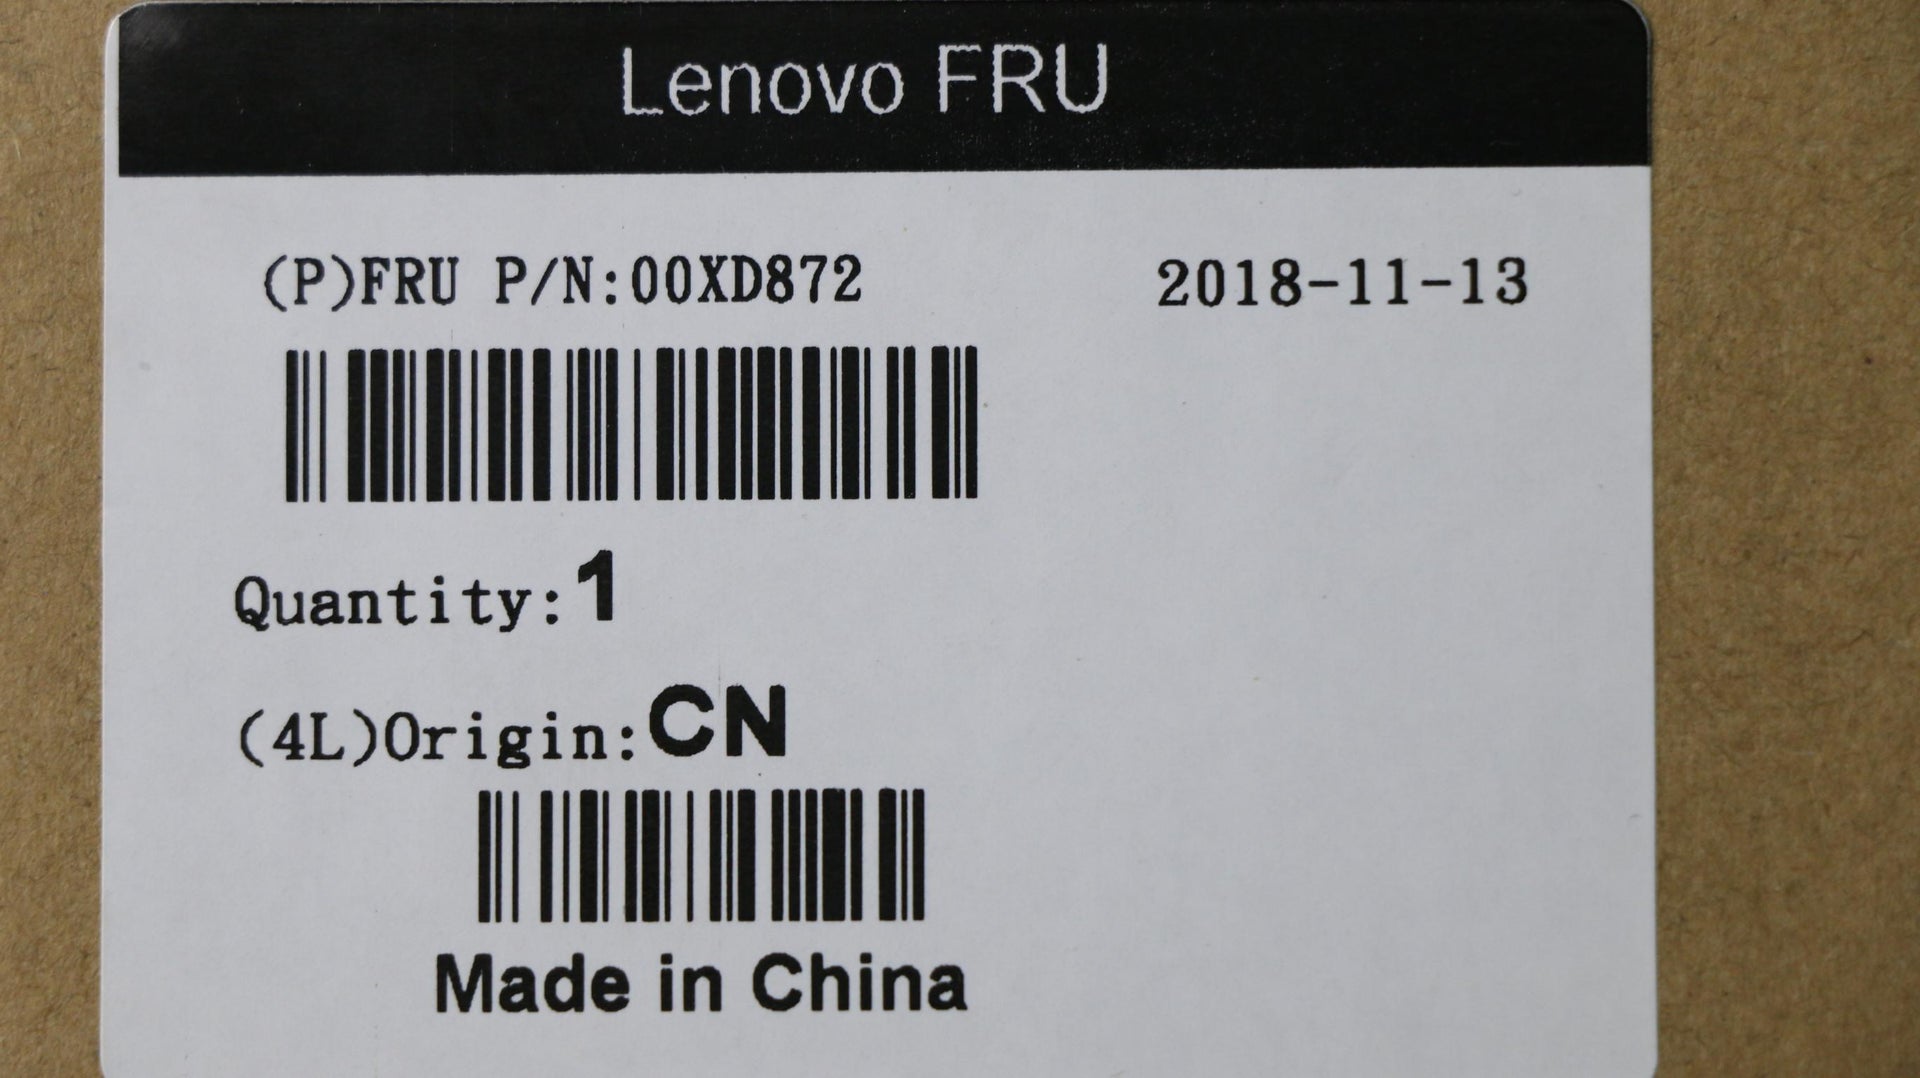 Lenovo FRU
(P)FRU P/N:00XD872 2018-11-13
Quantity:1
(4L)Origin:CN
Made in China